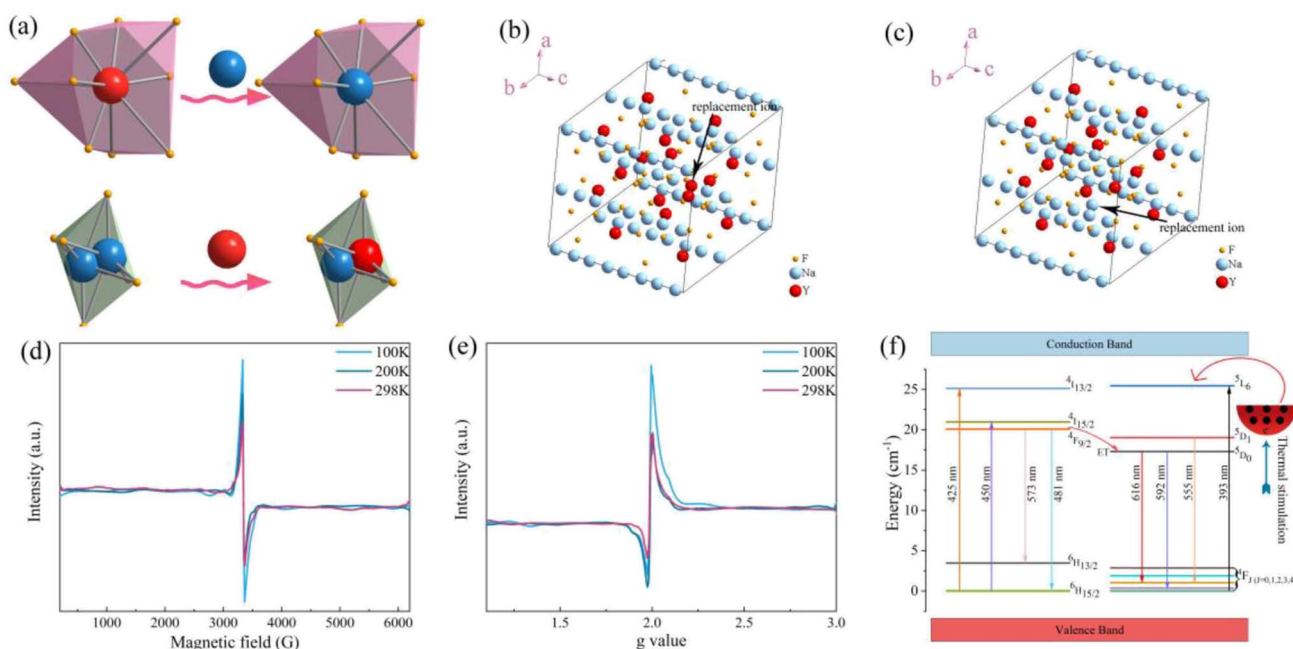 (a)
(b)
a
b
c
replacement ion
F
Na
Y
(c)
a
b
c
replacement ion
F
Na
Y
(d)
Intensity (a.u.)
100K
200K
298K
1000 2000 3000 4000 5000 6000
Magnetic field (G)
(e)
Intensity (a.u.)
100K
200K
298K
1.5 2.0 2.5 3.0
g value
(f)
Conduction Band
Energy (cm-1)
25
20
15
10
5
0
4I13/2
4I15/2
4F9/2
6H13/2
6H15/2
425 nm
450 nm
573 nm
481 nm
ET
5L6
5D1
5D0
616 nm
592 nm
555 nm
393 nm
FJ (J=0,1,2,3,4
Thermal stimulation
Valence Band